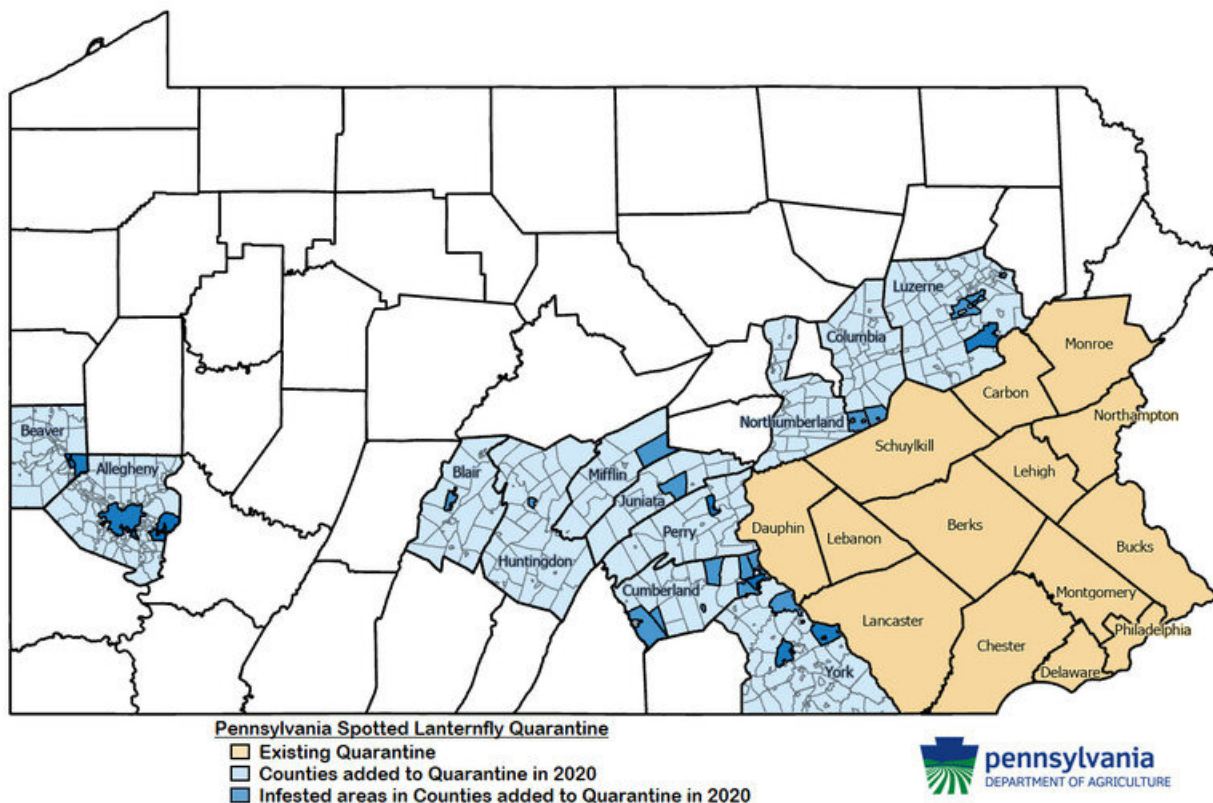 Luzerne
Columbia
Monroe
Carbon
Northampton
Northumberland
Beaver
Schuylkill
Allegheny
Blair
Mifflin
Lehigh
Juniata
Dauphin
Perry
Berks
Lebanon
Bucks
Huntingdon
Cumberland
Montgomery
Lancaster
Philadelphia
Chester
Delaware
York
Pennsylvania Spotted Lanternfly Quarantine
Existing Quarantine
Counties added to Quarantine in 2020
Infested areas in Counties added to Quarantine in 2020
pennsylvania
DEPARTMENT OF AGRICULTURE